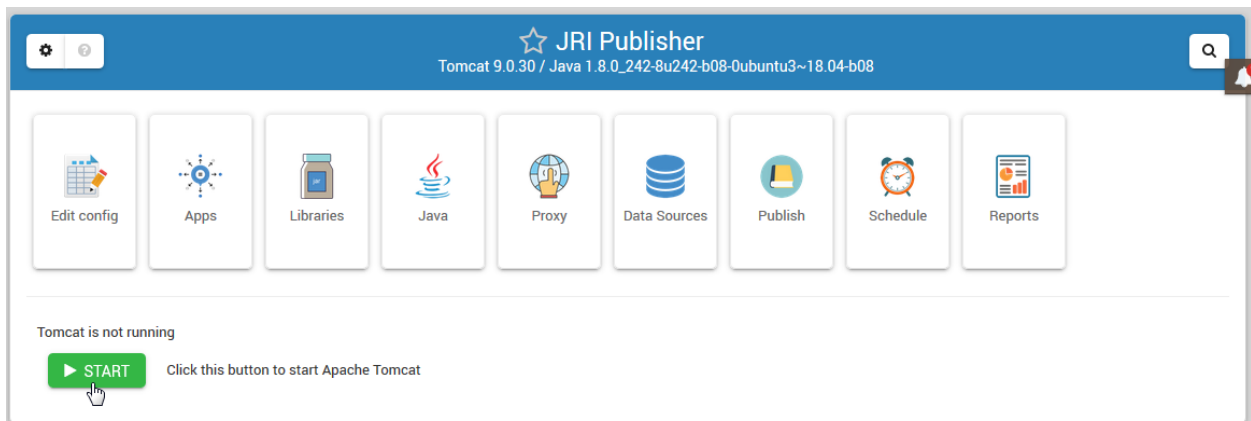 JRI Publisher
Tomcat 9.0.30 / Java 1.8.0_242-8u242-b08-0ubuntu3~18.04-b08
Edit config
Apps
Libraries
Java
Proxy
Data Sources
Publish
Schedule
Reports
Tomcat is not running
START
Click this button to start Apache Tomcat